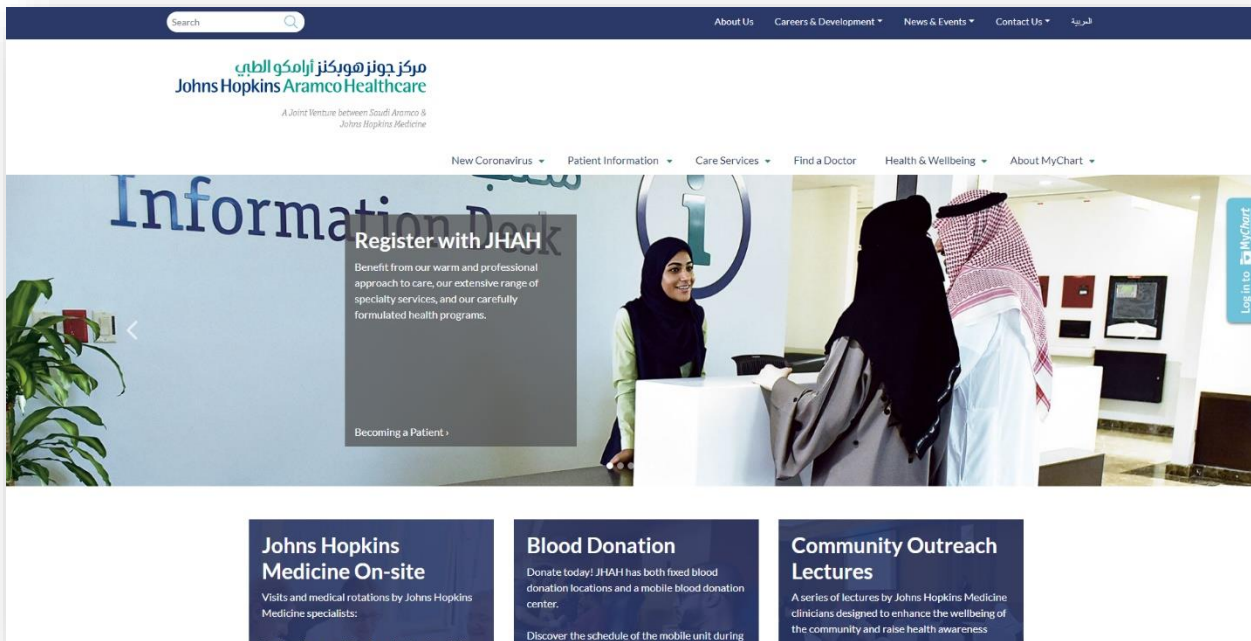 Search
About Us
Careers & Development
News & Events
Contact Us
العربية
مركز جونز هوبكنز أرامكو الطبي
Johns Hopkins Aramco Healthcare
A Joint Venture between Saudi Aramco &
Johns Hopkins Medicine
New Coronavirus
Patient Information
Care Services
Find a Doctor
Health & Wellbeing
About MyChart
Information Desk
i
Register with JHAH
Benefit from our warm and professional
approach to care, our extensive range of
specialty services, and our carefully
formulated health programs.
Becoming a Patient ›
Log in to MyChart
Johns Hopkins
Medicine On-site
Visits and medical rotations by Johns Hopkins
Medicine specialists:
Blood Donation
Donate today! JHAH has both fixed blood
donation locations and a mobile blood donation
center.
Discover the schedule of the mobile unit during
Community Outreach
Lectures
A series of lectures by Johns Hopkins Medicine
clinicians designed to enhance the wellbeing of
the community and raise health awareness